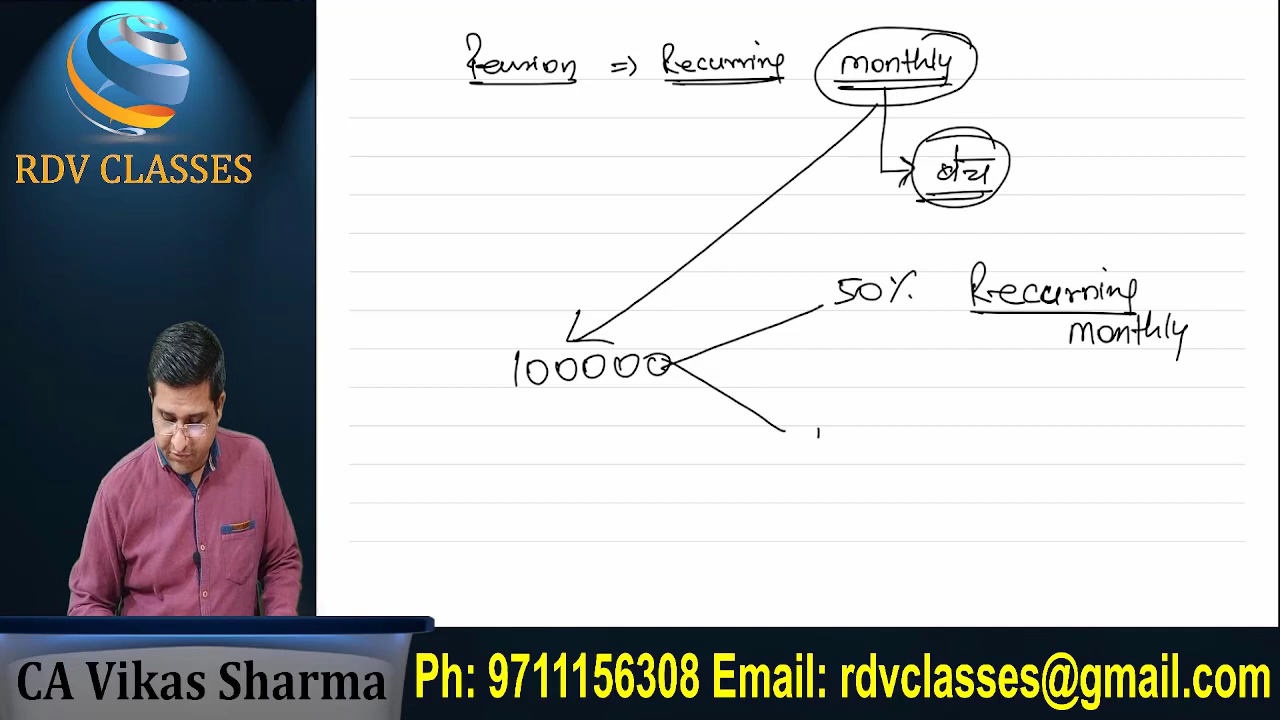 Pension => Recurring monthly
50% Recurring
monthly
100000
RDV CLASSES
CA Vikas Sharma
Ph: 9711156308 Email: rdvclasses@gmail.com